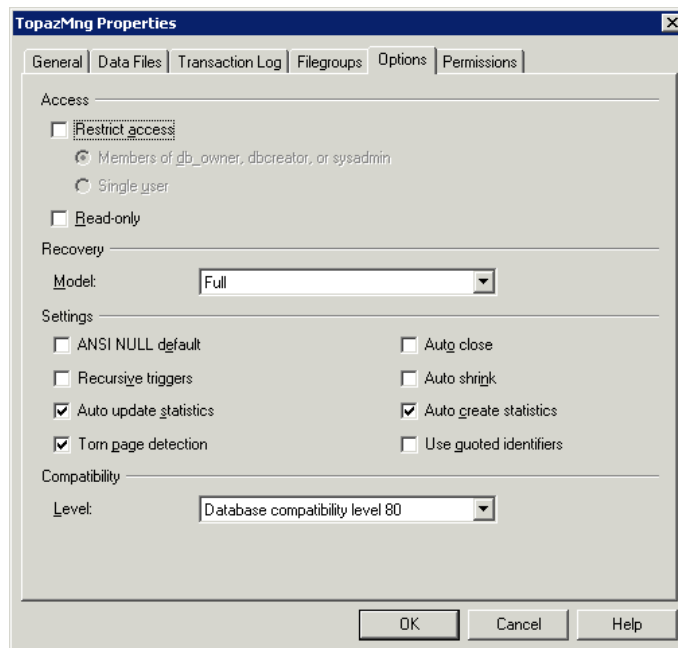 TopazMng Properties
General Data Files Transaction Log Filegroups Options Permissions
Access
Restrict access
Members of db_owner, dbcreator, or sysadmin
Single user
Read-only
Recovery
Model: Full
Settings
ANSI NULL default Auto close
Recursive triggers Auto shrink
Auto update statistics Auto create statistics
Torn page detection Use quoted identifiers
Compatibility
Level: Database compatibility level 80
OK Cancel Help